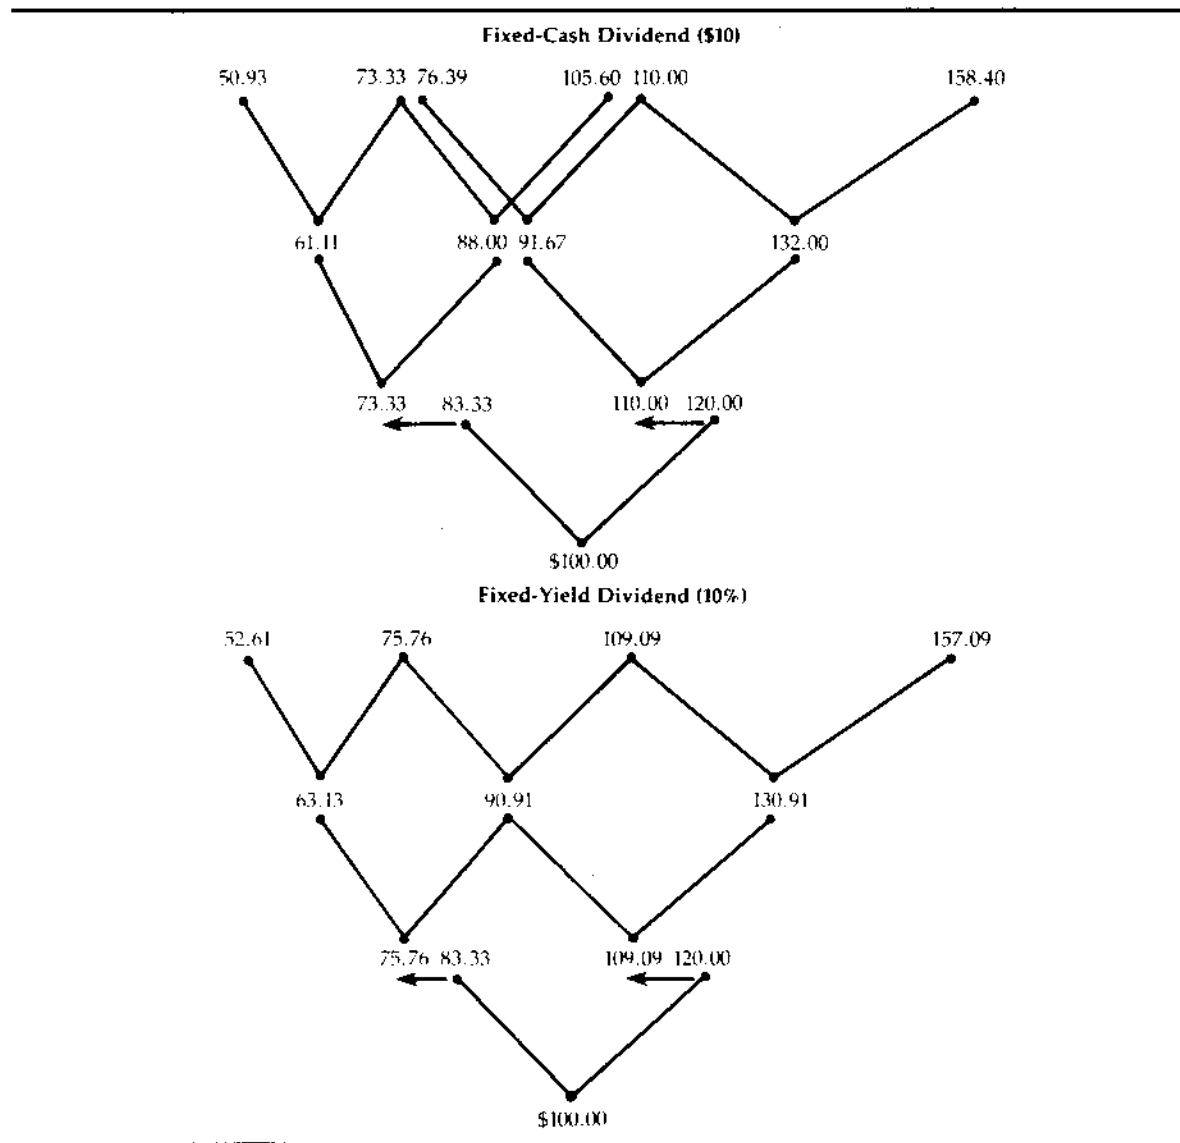 Fixed-Cash Dividend ($10)
50.93 73.33 76.39 105.60 110.00 158.40
61.11 88.00 91.67 132.00
73.33 83.33 110.00 120.00
$100.00
Fixed-Yield Dividend (10%)
52.61 75.76 109.09 157.09
63.13 90.91 130.91
75.76 83.33 109.09 120.00
$100.00